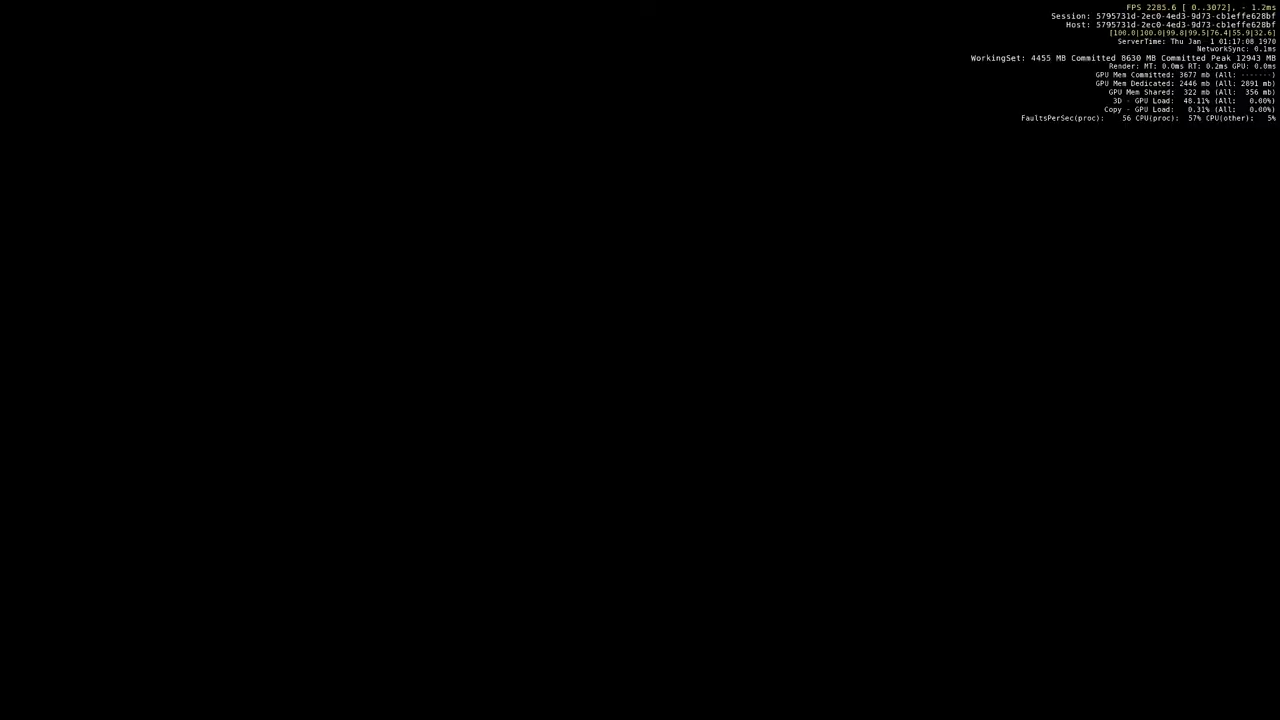 FPS 2285.6 [ 0..3072], - 1.2ms
Session: 5795731d-2ec0-4ed3-9d73-cb1effe628bf
Host: 5795731d-2ec0-4ed3-9d73-cb1effe628bf
[100.0|100.0|99.8|99.5|76.4|55.9|32.6]
ServerTime: Thu Jan  1 01:17:08 1970
NetworkSync: 0.1ms
WorkingSet: 4455 MB Committed 8630 MB Committed Peak 12943 MB
Render: MT: 0.0ms RT: 0.2ms GPU: 0.0ms
GPU Mem Committed: 3677 mb (All: -------)
GPU Mem Dedicated: 2446 mb (All: 2891 mb)
GPU Mem Shared:  322 mb (All:  356 mb)
3D - GPU Load:  48.11% (All:   0.00%)
Copy - GPU Load:   0.31% (All:   0.00%)
FaultsPerSec(proc):    56 CPU(proc):  57% CPU(other):   5%